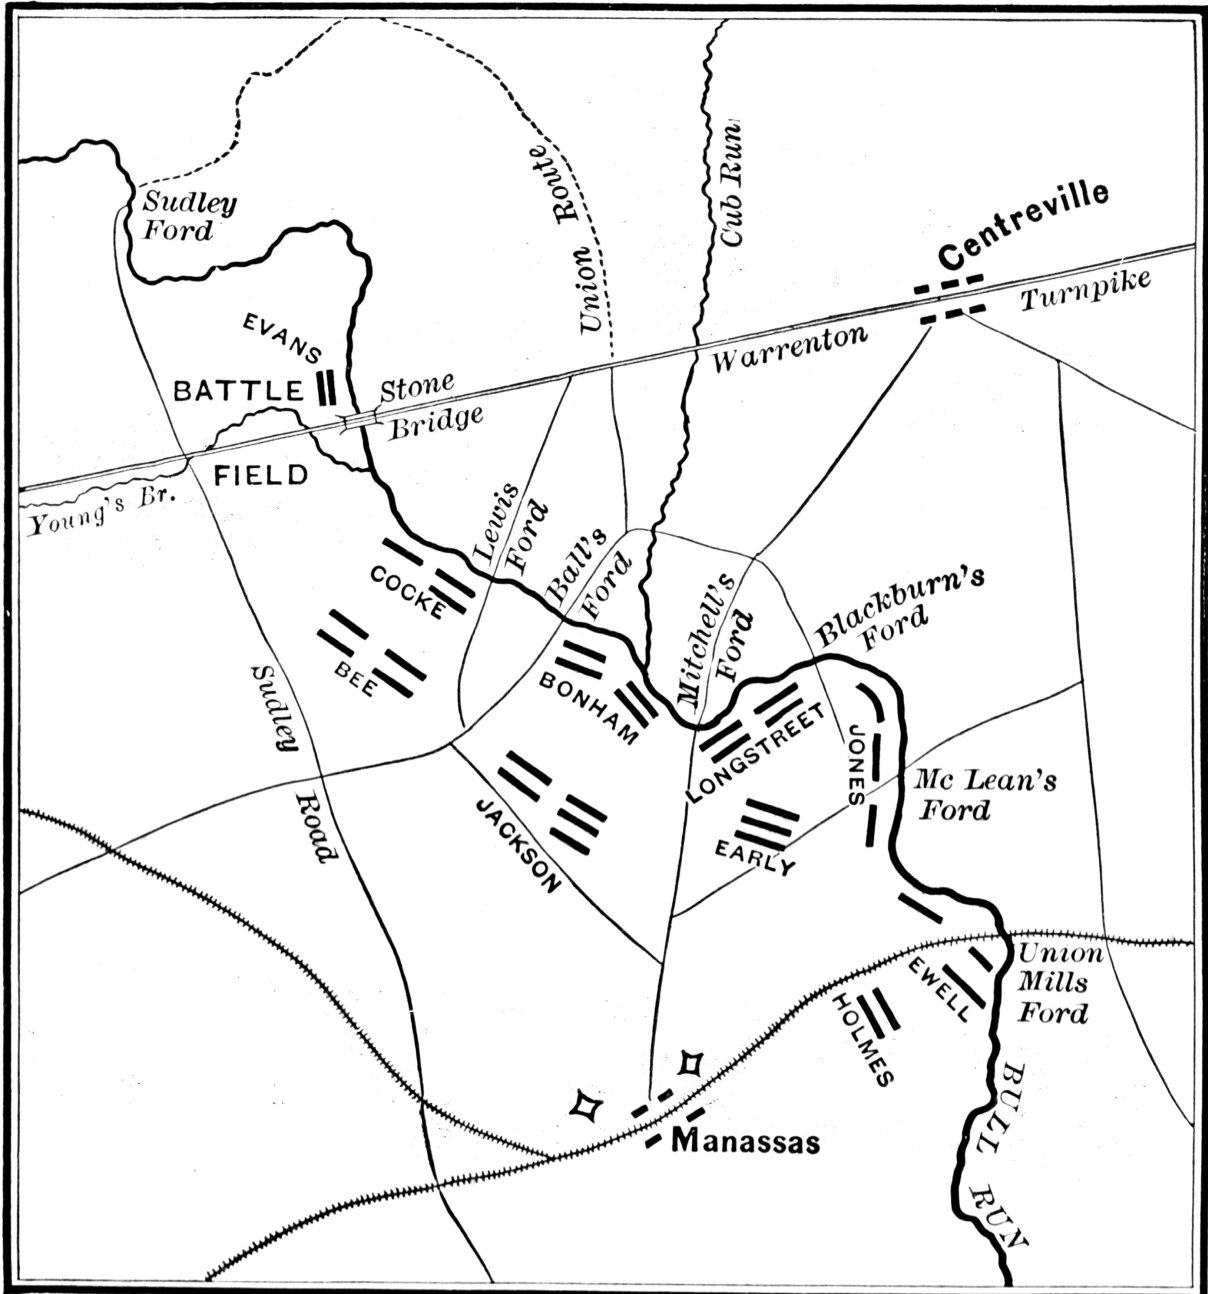 Sudley
Ford
Union Route
Cub Run
Centreville
Warrenton Turnpike
EVANS
BATTLE
FIELD
Stone
Bridge
Young's Br.
Lewis
Ford
Ball's
Ford
Mitchell's
Ford
Blackburn's
Ford
COCKE
BEE
BONHAM
LONGSTREET
JONES
Mc Lean's
Ford
Sudley Road
JACKSON
EARLY
EWELL
HOLMES
Union
Mills
Ford
Manassas
BULL RUN